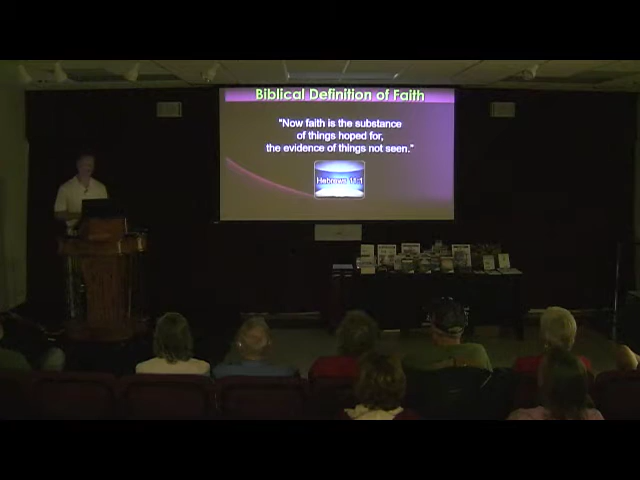 Biblical Definition of Faith
"Now faith is the substance
of things hoped for,
the evidence of things not seen."
Hebrews 11:1